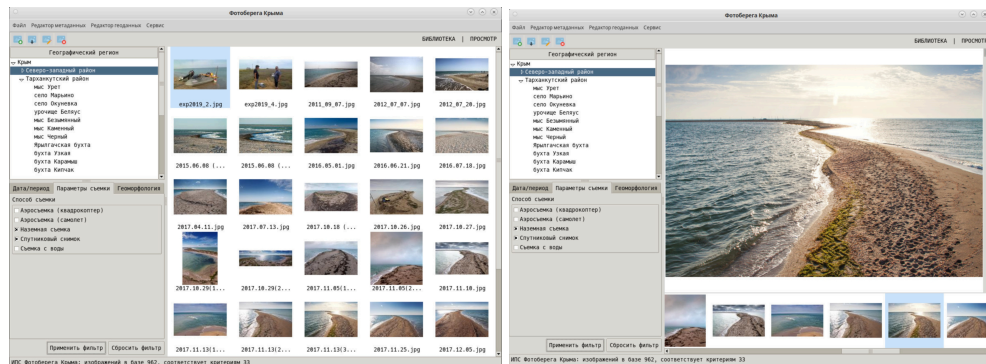 Фотоберега Крыма
Файл Редактор метаданных Редактор геоданных Сервис
БИБЛИОТЕКА | ПРОСМОТР
Географический регион
Крым
Северо-западный район
Тарханкутский район
мыс Урет
село Марьино
село Окуневка
урочище Беляус
мыс Безымянный
мыс Каменный
мыс Черный
Ярылгачская бухта
бухта Узкая
бухта Карамыш
бухта Кипчак
Дата/период Параметры съемки Геоморфология
Способ съемки
Аэросъемка (квадрокоптер)
Аэросъемка (самолет)
Наземная съемка
Спутниковый снимок
Съемка с воды
Применить фильтр Сбросить фильтр
ИПС Фотоберега Крыма: изображений в базе 962, соответствует критериям 33
exp2019_2.jpg exp2019_4.jpg 2011_09_07.jpg 2012_07_07.jpg 2012_07_20.jpg
2015.06.08 (... 2015.06.08 (... 2016.05.01.jpg 2016.06.21.jpg 2016.07.18.jpg
2017.04.11.jpg 2017.07.13.jpg 2017.10.18 (... 2017.10.26.jpg 2017.10.27.jpg
2017.10.29(1... 2017.10.29(2... 2017.11.05(1... 2017.11.05(2... 2017.11.10.jpg
2017.11.13(1... 2017.11.13(2... 2017.11.13(3... 2017.11.25.jpg 2017.12.05.jpg
Фотоберега Крыма
Файл Редактор метаданных Редактор геоданных Сервис
БИБЛИОТЕКА | ПРОСМОТР
Географический регион
Крым
Северо-западный район
Тарханкутский район
мыс Урет
село Марьино
село Окуневка
урочище Беляус
мыс Безымянный
мыс Каменный
мыс Черный
Ярылгачская бухта
бухта Узкая
бухта Карамыш
бухта Кипчак
Дата/период Параметры съемки Геоморфология
Способ съемки
Аэросъемка (квадрокоптер)
Аэросъемка (самолет)
Наземная съемка
Спутниковый снимок
Съемка с воды
Применить фильтр Сбросить фильтр
ИПС Фотоберега Крыма: изображений в базе 962, соответствует критериям 33